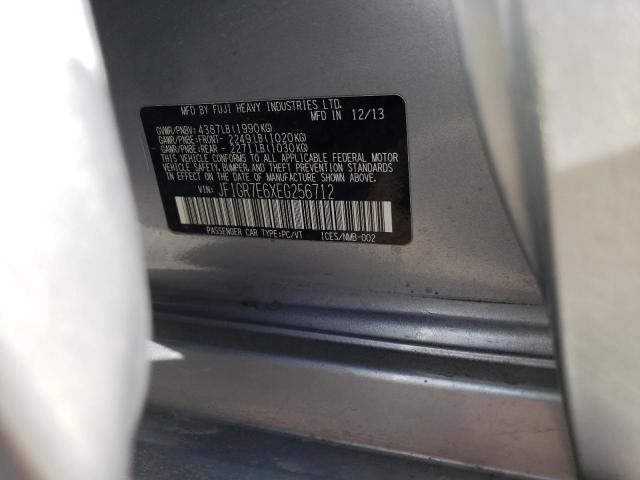 MFD BY FUJI HEAVY INDUSTRIES LTD.
MFD IN 12/13
GVWR/PNBV: 4387LB(1990KG)
GAWR/PNBE:FRONT- 2249LB(1020KG)
GAWR/PNBE:REAR - 2271LB(1030KG)
THIS VEHICLE CONFORMS TO ALL APPLICABLE FEDERAL MOTOR
VEHICLE SAFETY, BUMPER, AND THEFT PREVENTION STANDARDS
IN EFFECT ON THE DATE OF MANUFACTURE SHOWN ABOVE.
VIN: JF1GR7E6XEG256712
PASSENGER CAR TYPE:PC/VT ICES/NMB-002